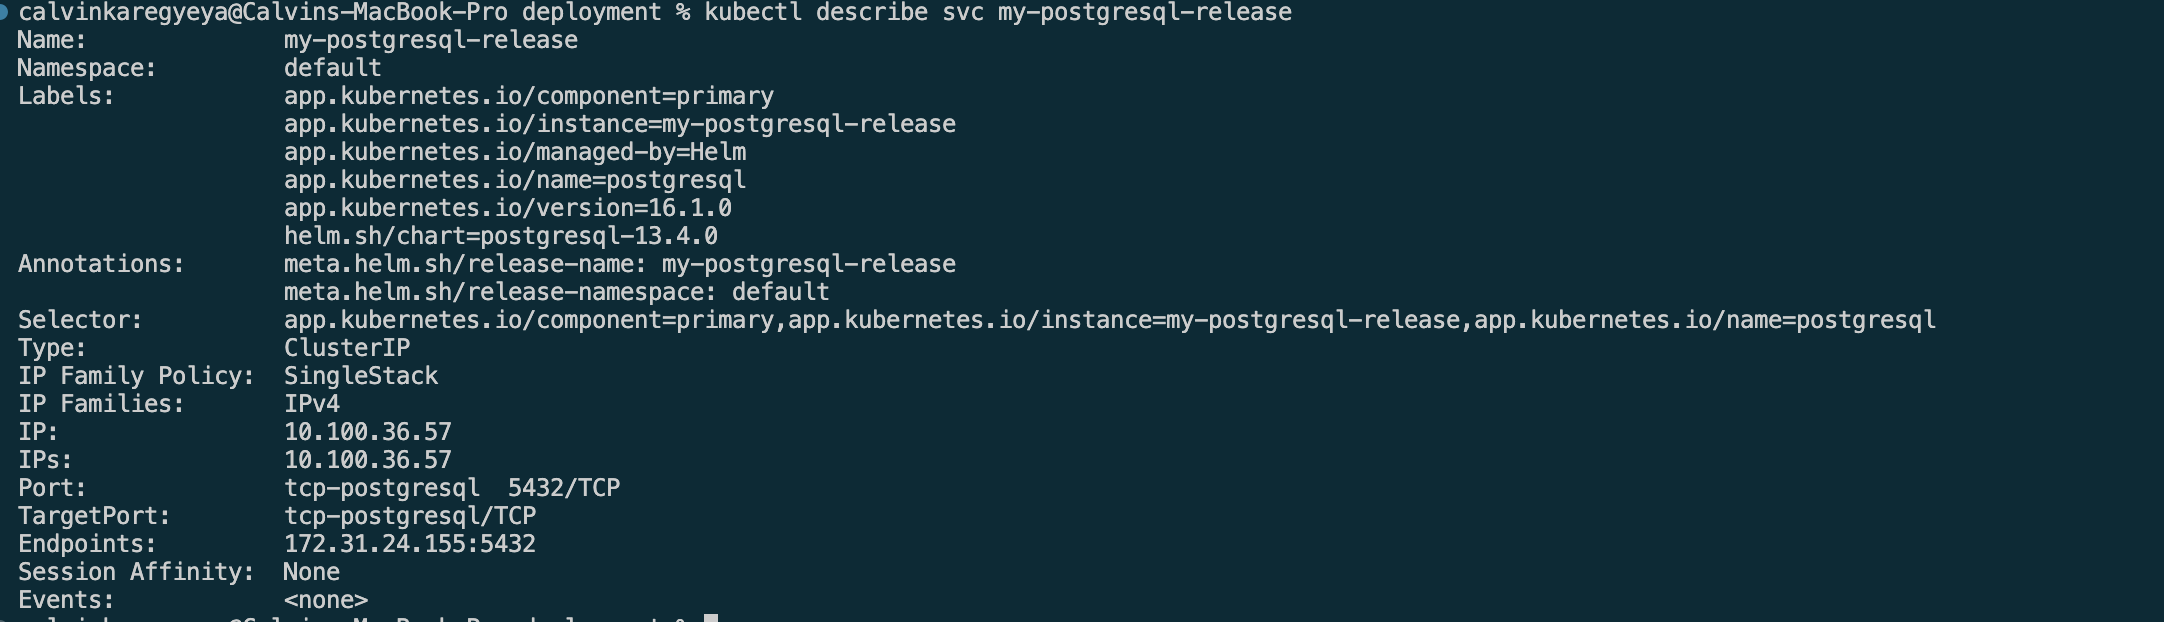 calvinkaregyeya@Calvins-MacBook-Pro deployment % kubectl describe svc my-postgresql-release
Name:              my-postgresql-release
Namespace:         default
Labels:            app.kubernetes.io/component=primary
                   app.kubernetes.io/instance=my-postgresql-release
                   app.kubernetes.io/managed-by=Helm
                   app.kubernetes.io/name=postgresql
                   app.kubernetes.io/version=16.1.0
                   helm.sh/chart=postgresql-13.4.0
Annotations:       meta.helm.sh/release-name: my-postgresql-release
                   meta.helm.sh/release-namespace: default
Selector:          app.kubernetes.io/component=primary,app.kubernetes.io/instance=my-postgresql-release,app.kubernetes.io/name=postgresql
Type:              ClusterIP
IP Family Policy:  SingleStack
IP Families:       IPv4
IP:                10.100.36.57
IPs:               10.100.36.57
Port:              tcp-postgresql  5432/TCP
TargetPort:        tcp-postgresql/TCP
Endpoints:         172.31.24.155:5432
Session Affinity:  None
Events:            <none>